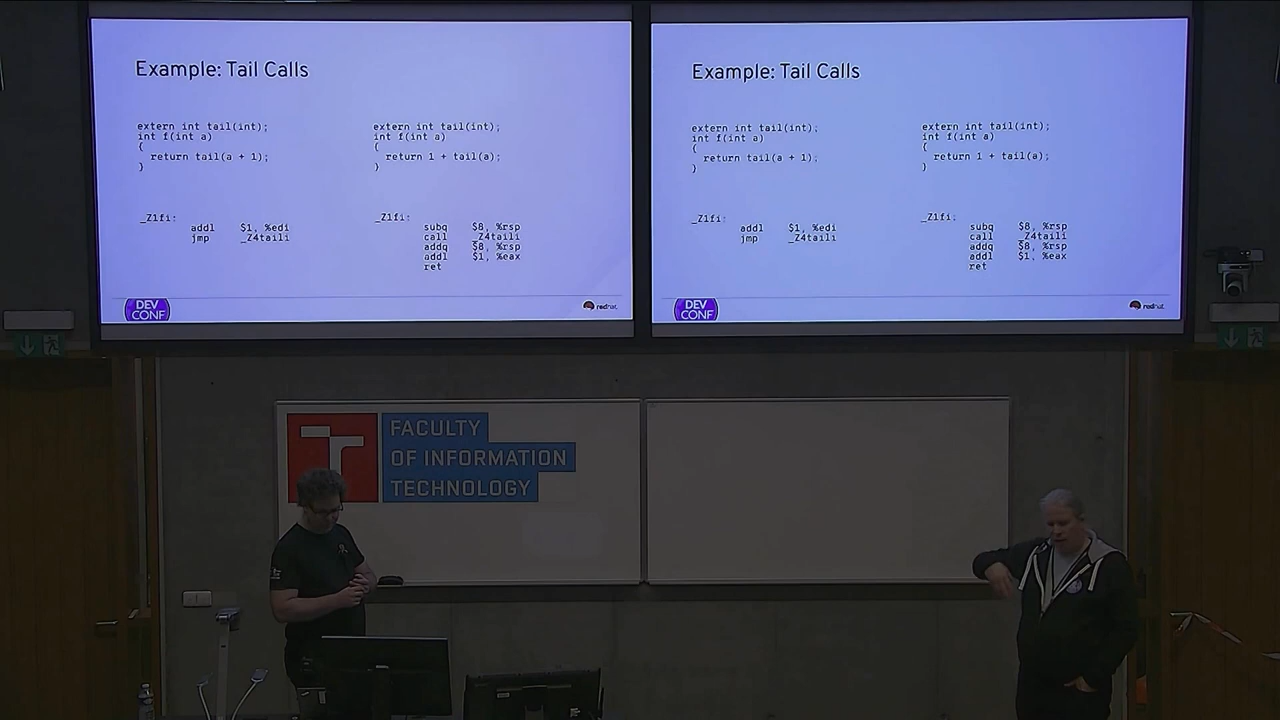 Example: Tail Calls
extern int tail(int);
int f(int a)
{
return tail(a + 1);
}
extern int tail(int);
int f(int a)
{
return 1 + tail(a);
}
_Z1fi:
addl $1, %edi
jmp _Z4taili
_Z1fi:
subq $8, %rsp
call _Z4taili
addq $8, %rsp
addl $1, %eax
ret
DEV
CONF
redhat.
Example: Tail Calls
extern int tail(int);
int f(int a)
{
return tail(a + 1);
}
extern int tail(int);
int f(int a)
{
return 1 + tail(a);
}
_Z1fi:
addl $1, %edi
jmp _Z4taili
_Z1fi:
subq $8, %rsp
call _Z4taili
addq $8, %rsp
addl $1, %eax
ret
DEV
CONF
redhat.
FACULTY
OF INFORMATION
TECHNOLOGY